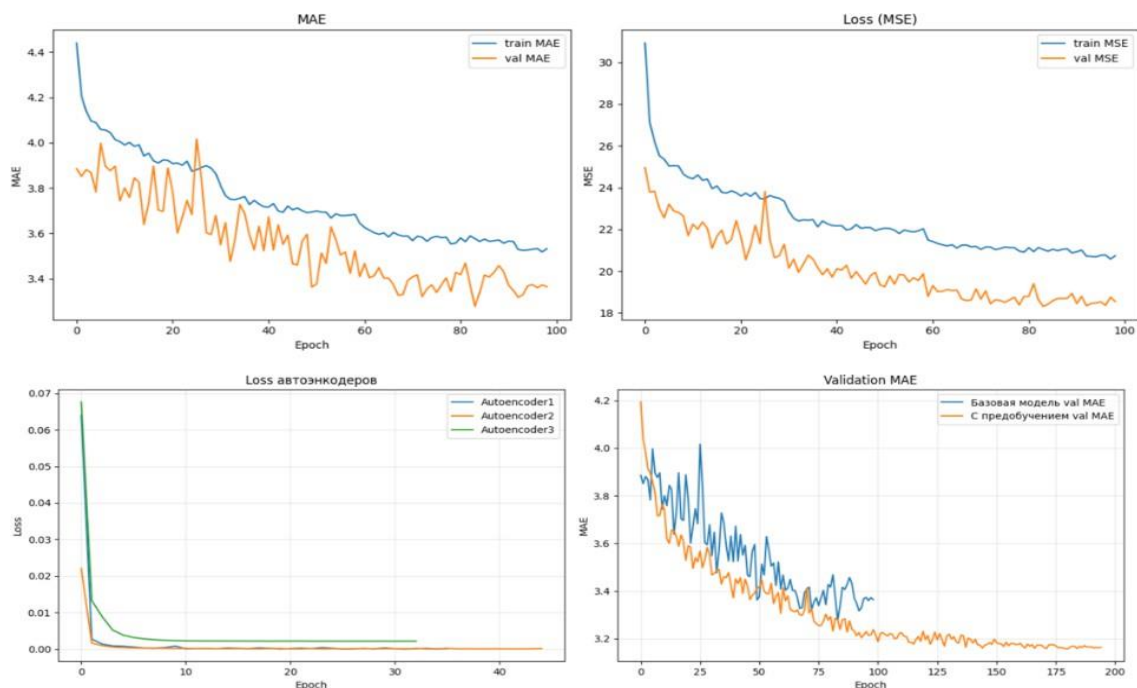 MAE
4.4
4.2
4.0
3.8
3.6
3.4
MAE
train MAE
val MAE
0 20 40 60 80 100
Epoch
Loss (MSE)
30
28
26
24
22
20
18
MSE
train MSE
val MSE
0 20 40 60 80 100
Epoch
Loss автоэнкодеров
0.07
0.06
0.05
0.04
0.03
0.02
0.01
0.00
Loss
Autoencoder1
Autoencoder2
Autoencoder3
0 10 20 30 40
Epoch
Validation MAE
4.2
4.0
3.8
3.6
3.4
3.2
MAE
Базовая модель val MAE
С предобучением val MAE
0 25 50 75 100 125 150 175 200
Epoch